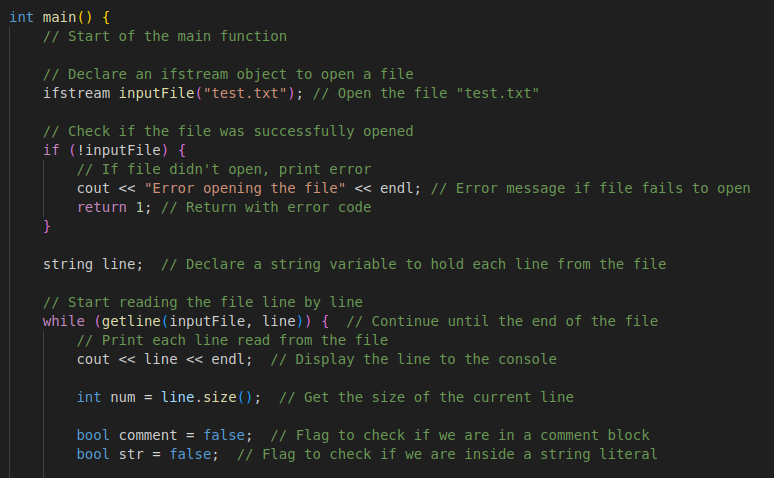 int main() {
    // Start of the main function

    // Declare an ifstream object to open a file
    ifstream inputFile("test.txt"); // Open the file "test.txt"

    // Check if the file was successfully opened
    if (!inputFile) {
        // If file didn't open, print error
        cout << "Error opening the file" << endl; // Error message if file fails to open
        return 1; // Return with error code
    }

    string line;  // Declare a string variable to hold each line from the file

    // Start reading the file line by line
    while (getline(inputFile, line)) {  // Continue until the end of the file
        // Print each line read from the file
        cout << line << endl;  // Display the line to the console

        int num = line.size();  // Get the size of the current line

        bool comment = false;  // Flag to check if we are in a comment block
        bool str = false;  // Flag to check if we are inside a string literal